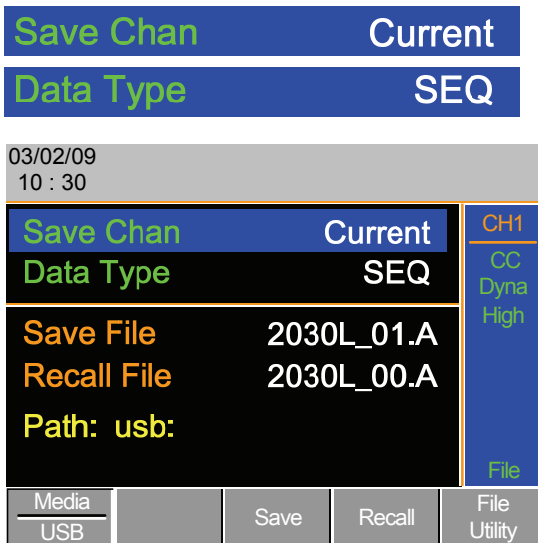 Save Chan Current
Data Type SEQ
03/02/09
10 : 30
Save Chan Current
Data Type SEQ
Save File 2030L_01.A
Recall File 2030L_00.A
Path: usb:
CH1
CC
Dyna
High
File
Media
USB
Save
Recall
File
Utility